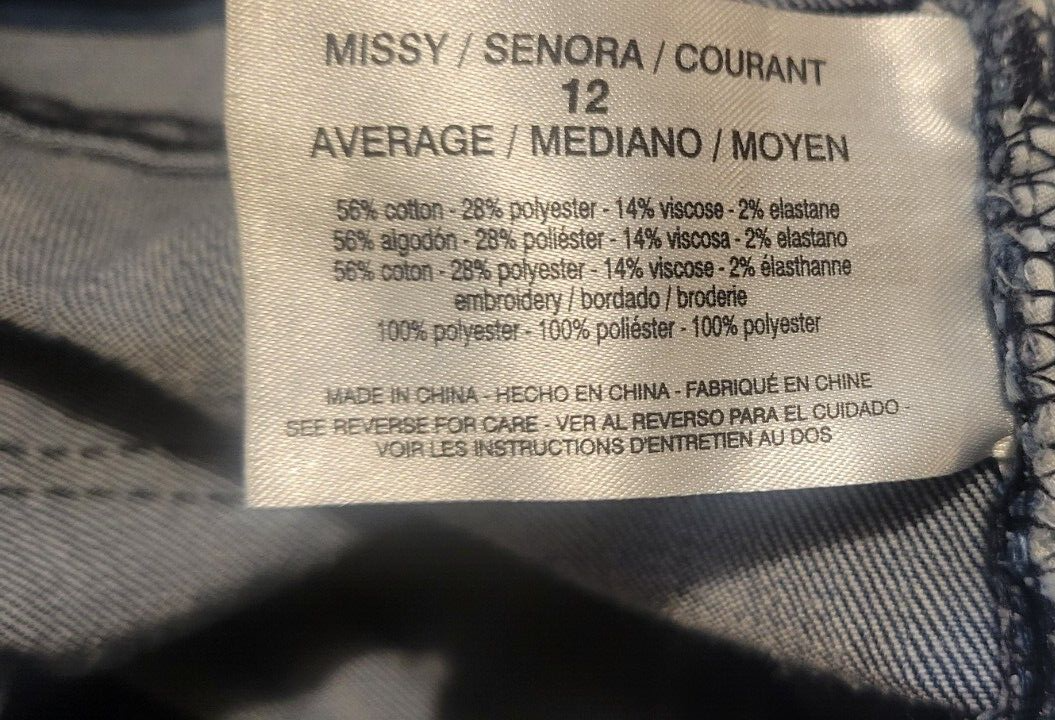 MISSY / SENORA / COURANT
12
AVERAGE / MEDIANO / MOYEN
56% cotton - 28% polyester - 14% viscose - 2% elastane
56% algodón - 28% poliéster - 14% viscosa - 2% elastano
56% coton - 28% polyester - 14% viscose - 2% élasthanne
embroidery / bordado / broderie
100% polyester - 100% poliéster - 100% polyester
MADE IN CHINA - HECHO EN CHINA - FABRIQUÉ EN CHINE
SEE REVERSE FOR CARE - VER AL REVERSO PARA EL CUIDADO -
VOIR LES INSTRUCTIONS D'ENTRETIEN AU DOS